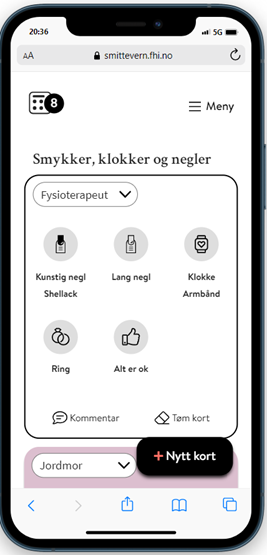 20:36
5G
AA
smittevern.fhi.no
8
Meny
Smykker, klokker og negler
Fysioterapeut
Kunstig negl
Shellack
Lang negl
Klokke
Armbånd
Ring
Alt er ok
Kommentar
Tøm kort
+ Nytt kort
Jordmor